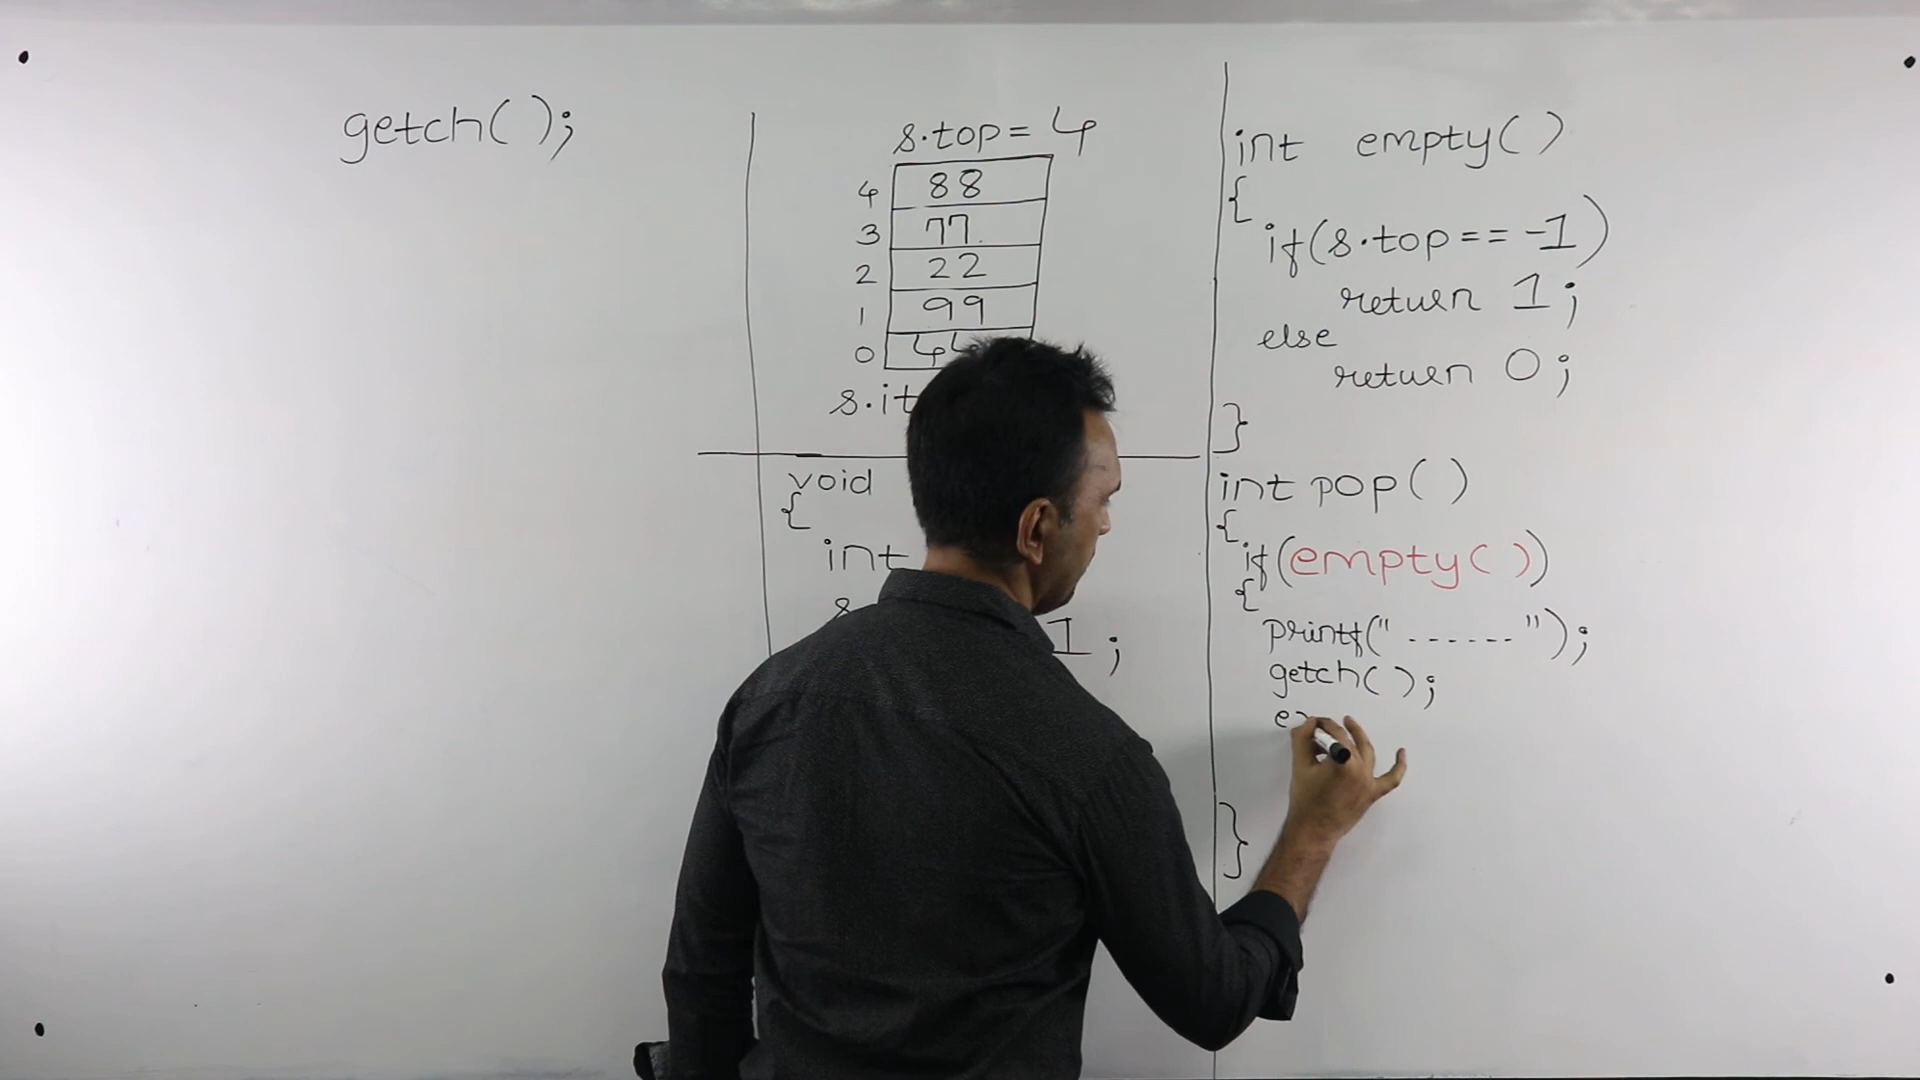 getch();
s.top= 4
4 88
3 77
2 22
1 99
0
s.it
void
{
int
1;
int empty()
{
if(s.top== -1)
return 1;
else
return 0;
}
int pop()
{
if(empty())
{
printf(" ------- ");
getch();
}